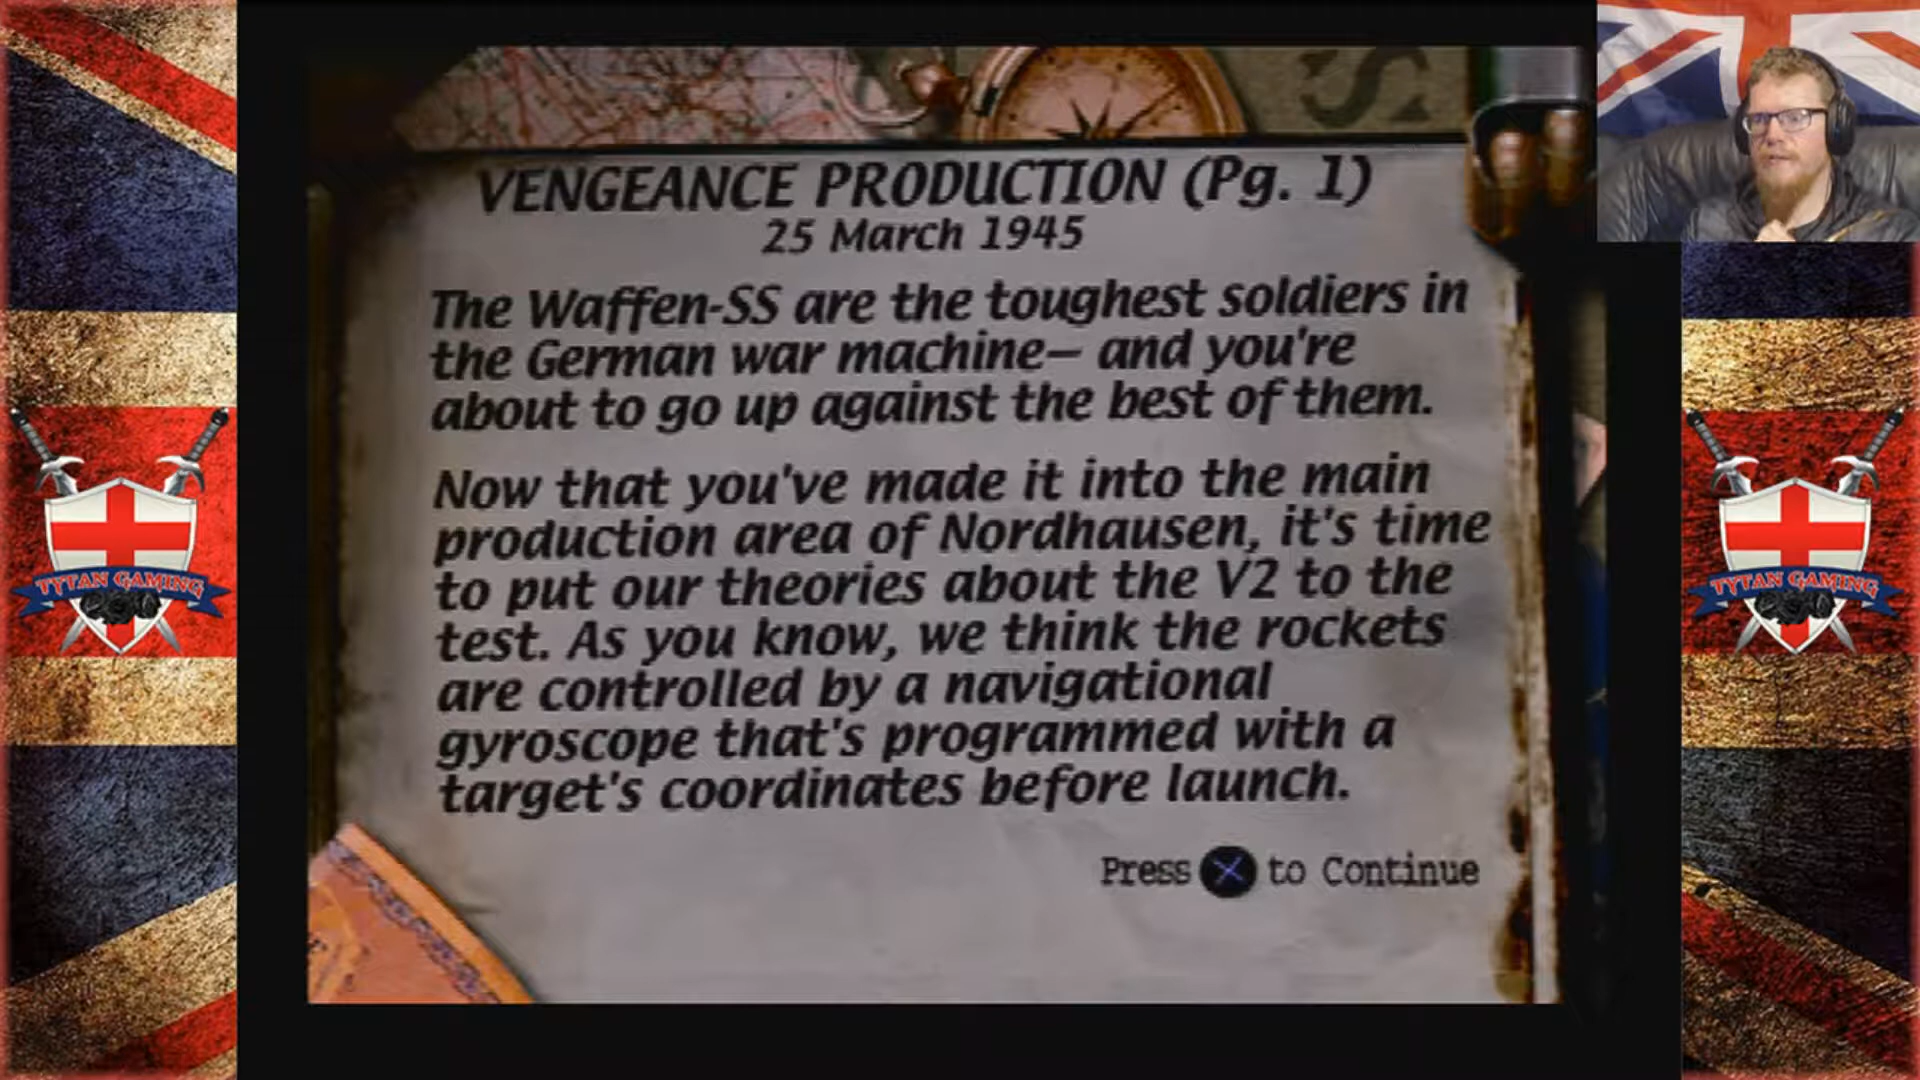 VENGEANCE PRODUCTION (Pg. 1)
25 March 1945
The Waffen-SS are the toughest soldiers in
the German war machine— and you're
about to go up against the best of them.
Now that you've made it into the main
production area of Nordhausen, it's time
to put our theories about the V2 to the
test. As you know, we think the rockets
are controlled by a navigational
gyroscope that's programmed with a
target's coordinates before launch.
Press X to Continue
TYTAN GAMING
TYTAN GAMING